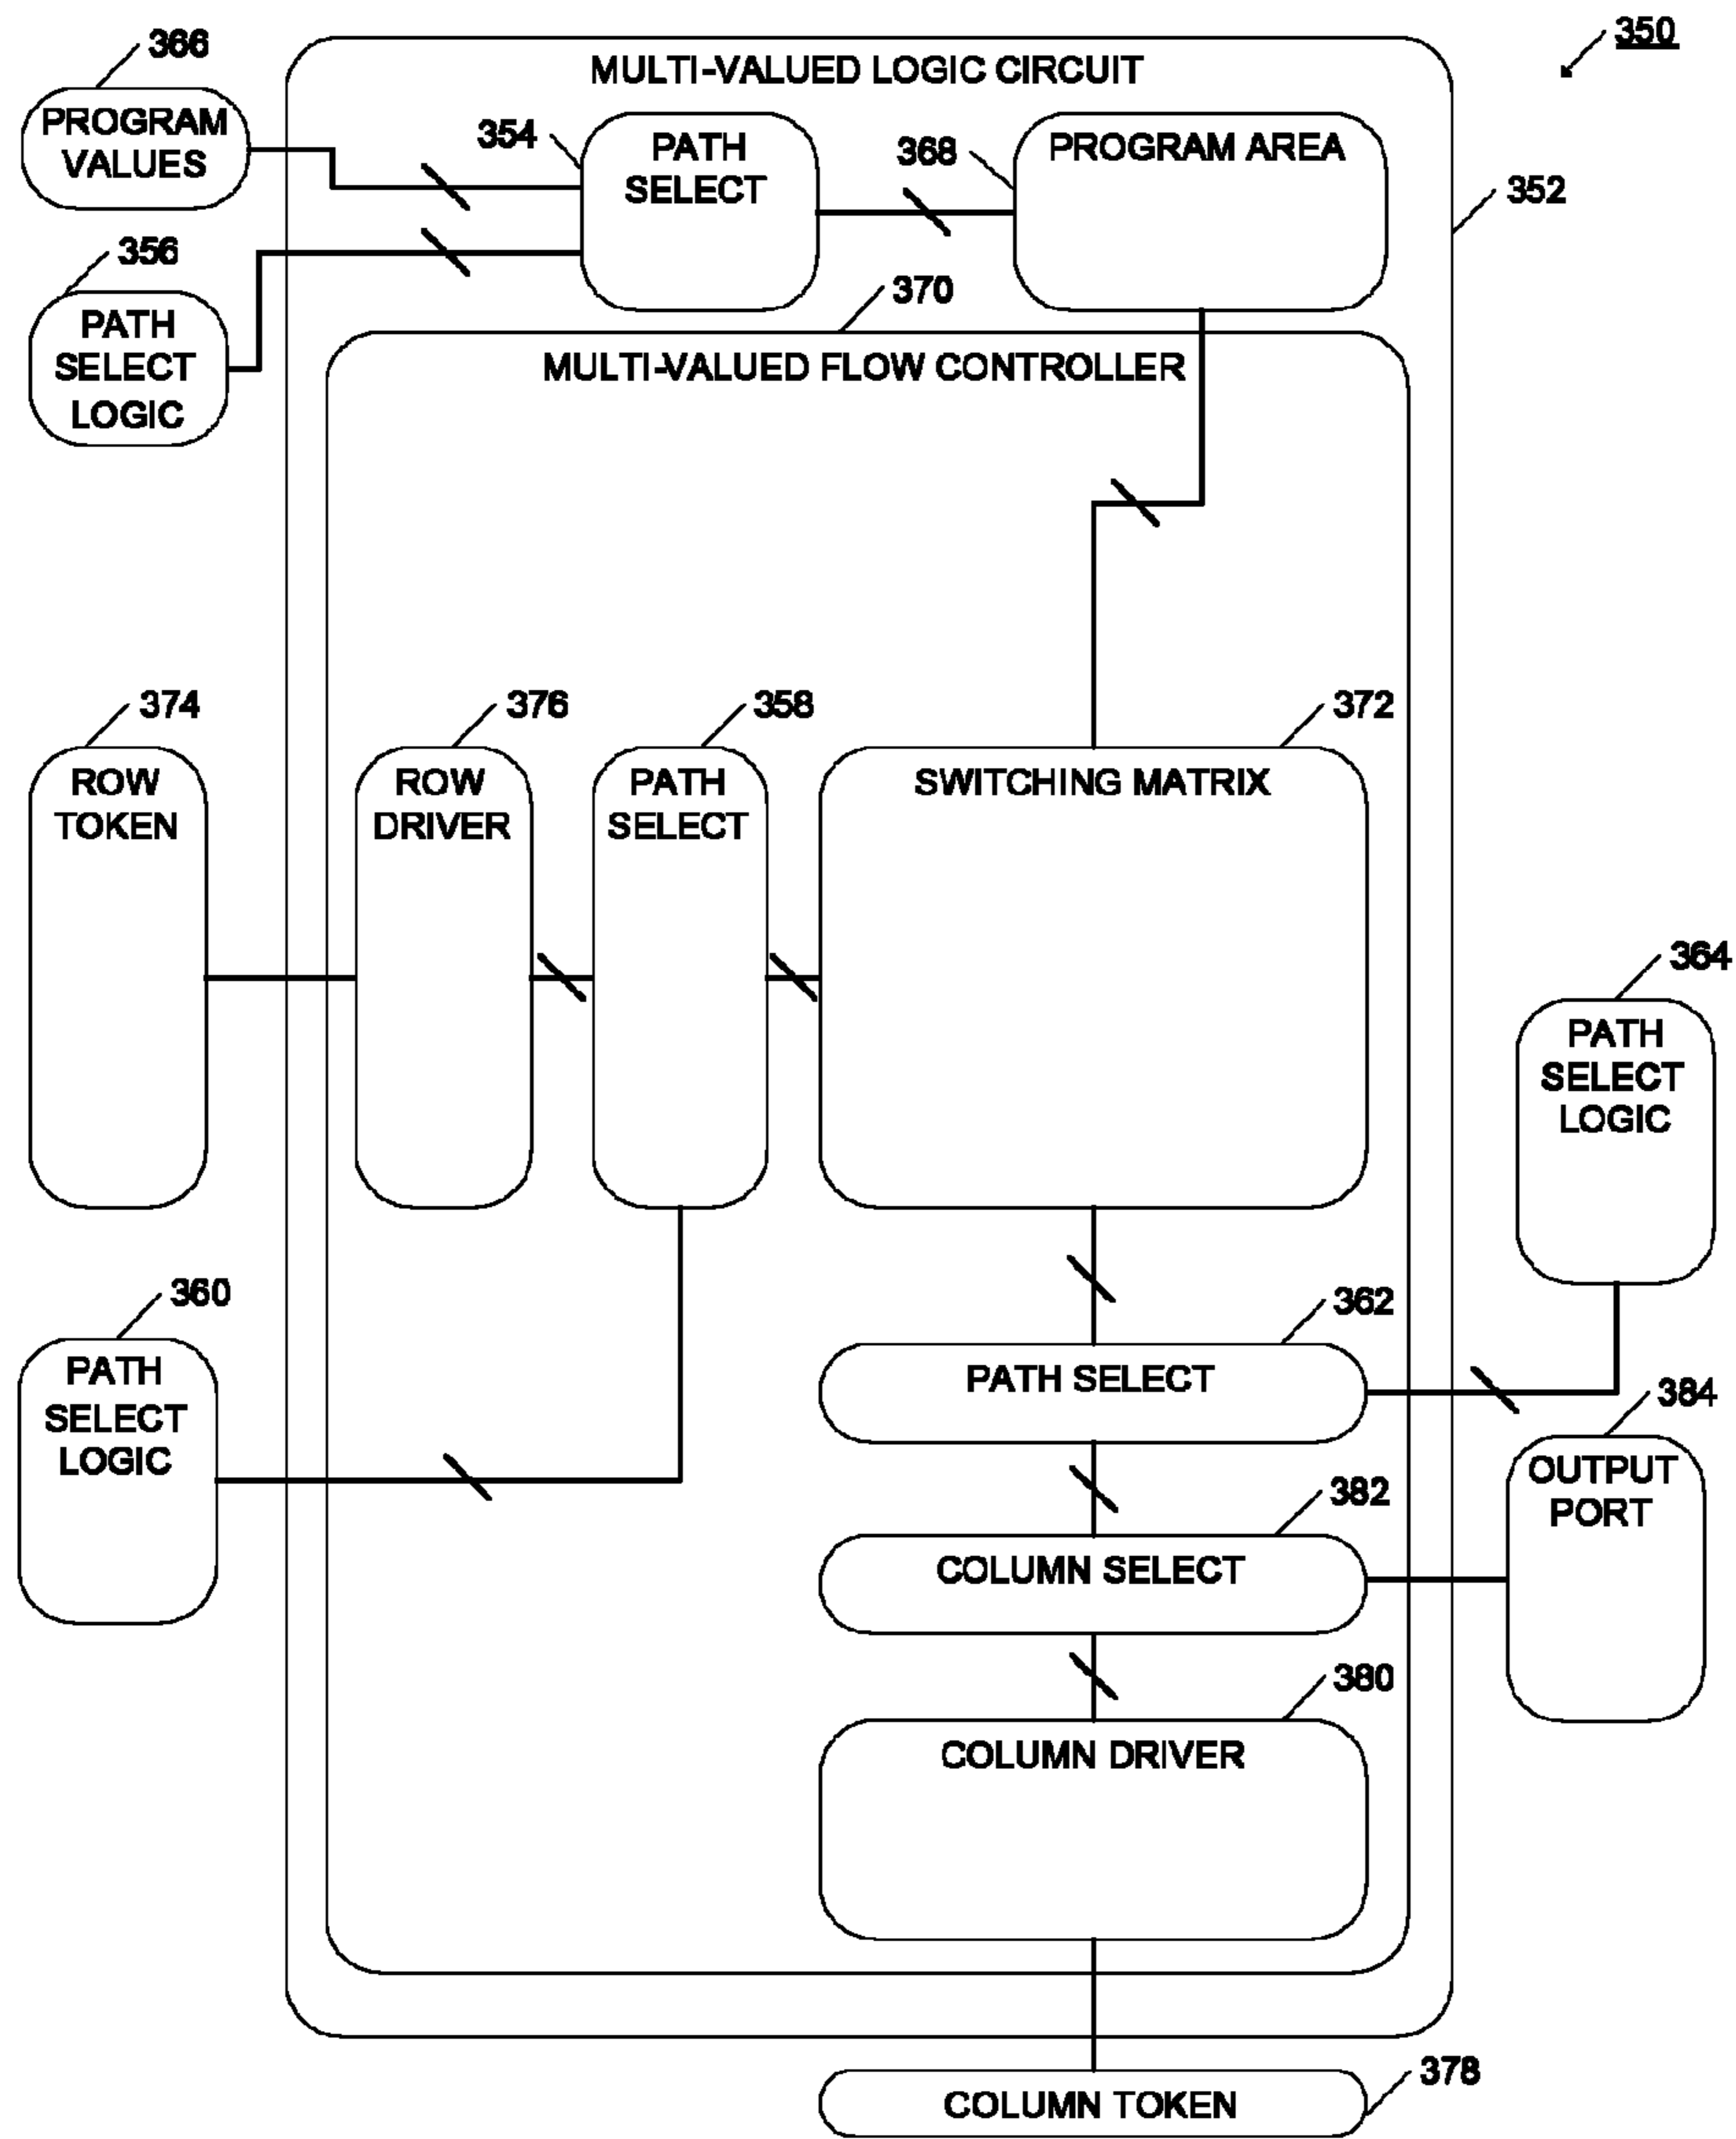 350
366
MULTI-VALUED LOGIC CIRCUIT
PROGRAM
VALUES
354
PATH
SELECT
368
PROGRAM AREA
352
356
PATH
SELECT
LOGIC
370
MULTI-VALUED FLOW CONTROLLER
374
ROW
TOKEN
376
ROW
DRIVER
358
PATH
SELECT
372
SWITCHING MATRIX
364
PATH
SELECT
LOGIC
360
PATH
SELECT
LOGIC
362
PATH SELECT
384
OUTPUT
PORT
382
COLUMN SELECT
380
COLUMN DRIVER
378
COLUMN TOKEN